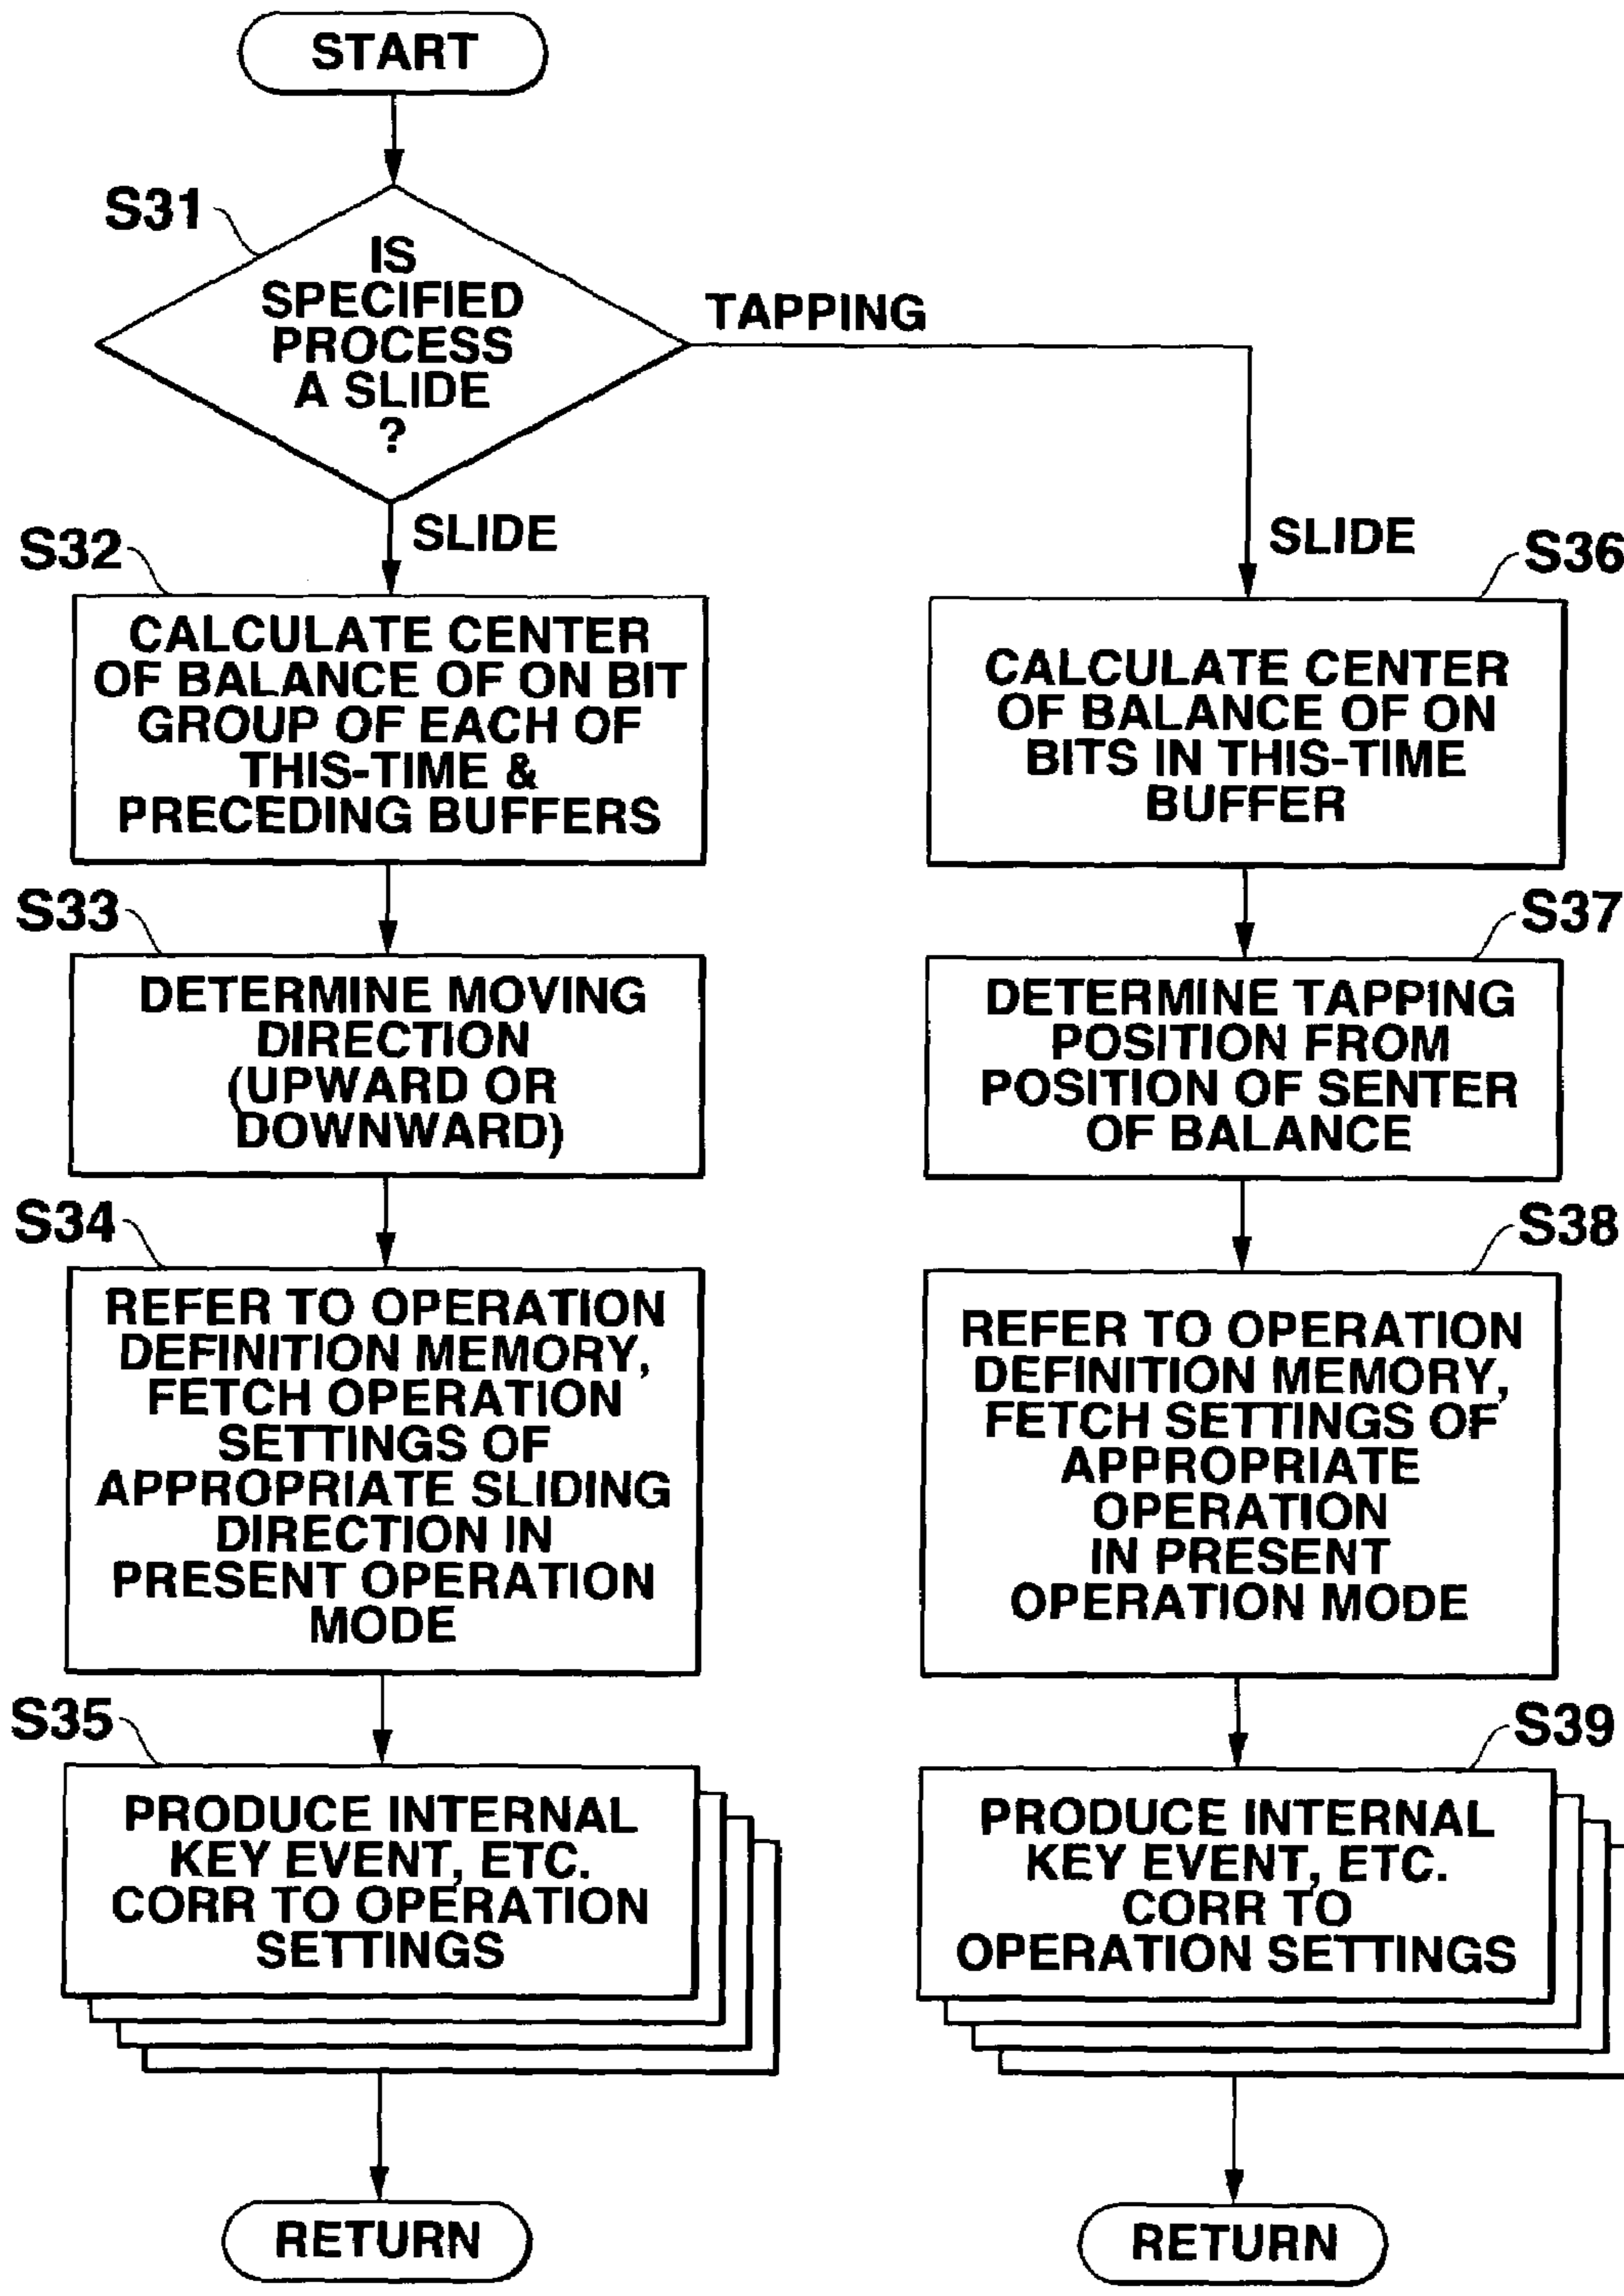 START
S31
IS
SPECIFIED
PROCESS
A SLIDE
?
TAPPING
SLIDE
S32
CALCULATE CENTER
OF BALANCE OF ON BIT
GROUP OF EACH OF
THIS-TIME &
PRECEDING BUFFERS
S33
DETERMINE MOVING
DIRECTION
(UPWARD OR
DOWNWARD)
S34
REFER TO OPERATION
DEFINITION MEMORY,
FETCH OPERATION
SETTINGS OF
APPROPRIATE SLIDING
DIRECTION IN
PRESENT OPERATION
MODE
S35
PRODUCE INTERNAL
KEY EVENT, ETC.
CORR TO OPERATION
SETTINGS
RETURN
SLIDE
S36
CALCULATE CENTER
OF BALANCE OF ON
BITS IN THIS-TIME
BUFFER
S37
DETERMINE TAPPING
POSITION FROM
POSITION OF SENTER
OF BALANCE
S38
REFER TO OPERATION
DEFINITION MEMORY,
FETCH SETTINGS OF
APPROPRIATE
OPERATION
IN PRESENT
OPERATION MODE
S39
PRODUCE INTERNAL
KEY EVENT, ETC.
CORR TO
OPERATION SETTINGS
RETURN